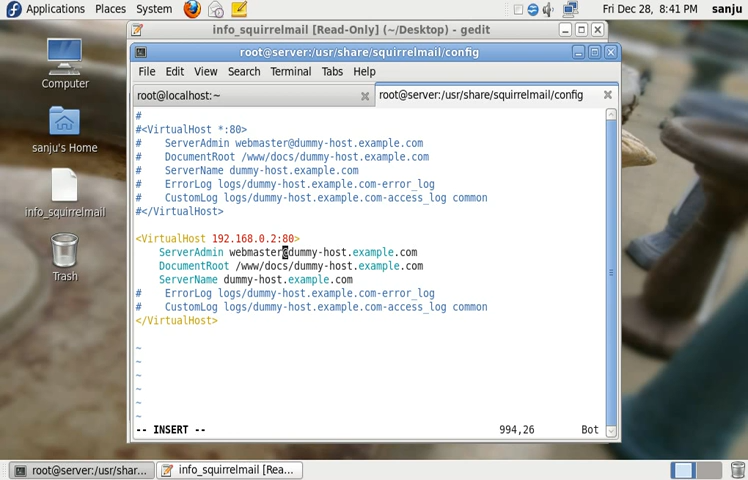 Applications Places System Fri Dec 28, 8:41 PM sanju
info_squirrelmail [Read-Only] (~/Desktop) - gedit
root@server:/usr/share/squirrelmail/config
File Edit View Search Terminal Tabs Help
root@localhost:~ root@server:/usr/share/squirrelmail/config
Computer
sanju's Home
info_squirrelmail
Trash
#
#<VirtualHost *:80>
#    ServerAdmin webmaster@dummy-host.example.com
#    DocumentRoot /www/docs/dummy-host.example.com
#    ServerName dummy-host.example.com
#    ErrorLog logs/dummy-host.example.com-error_log
#    CustomLog logs/dummy-host.example.com-access_log common
#</VirtualHost>
<VirtualHost 192.168.0.2:80>
    ServerAdmin webmaster@dummy-host.example.com
    DocumentRoot /www/docs/dummy-host.example.com
    ServerName dummy-host.example.com
#    ErrorLog logs/dummy-host.example.com-error_log
#    CustomLog logs/dummy-host.example.com-access_log common
</VirtualHost>
~
~
~
~
~
~
-- INSERT -- 994,26 Bot
root@server:/usr/shar... info_squirrelmail [Rea...